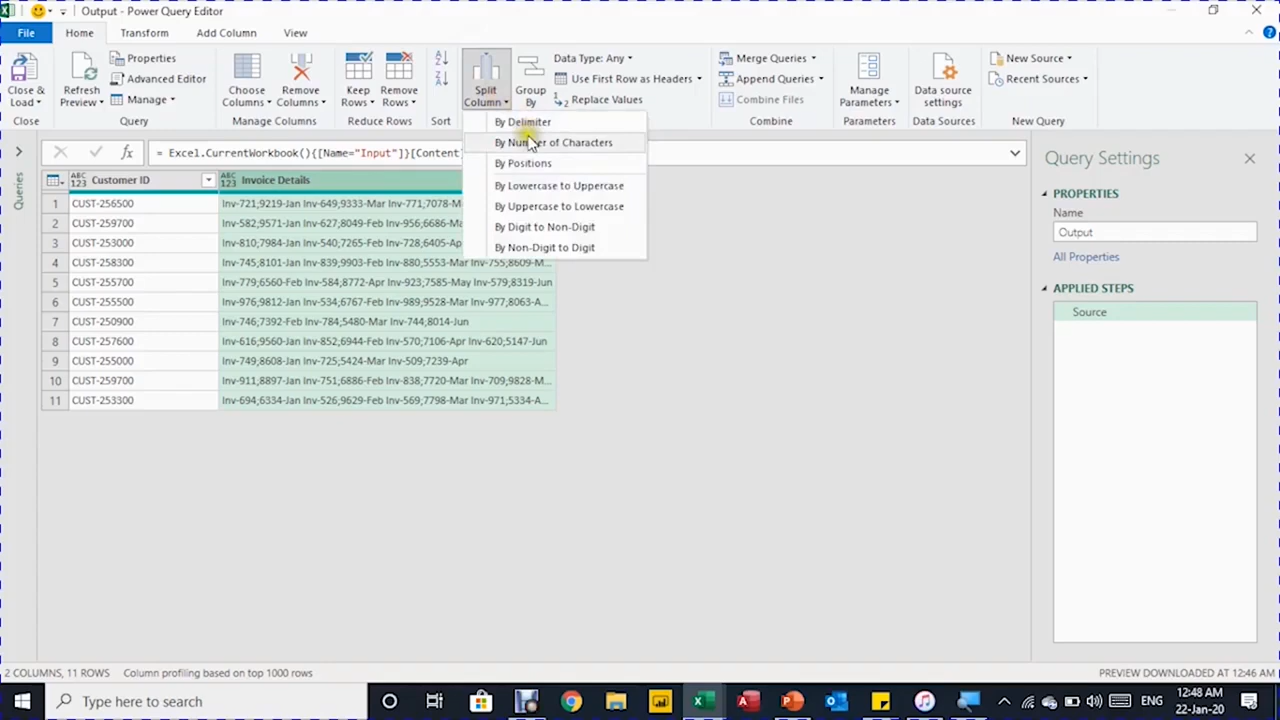 Output - Power Query Editor
File
Home
Transform
Add Column
View
Close &
Load
Close
Refresh
Preview
Properties
Advanced Editor
Manage
Query
Choose
Columns
Remove
Columns
Manage Columns
Keep
Rows
Remove
Rows
Reduce Rows
Sort
Split
Column
Group
By
Data Type: Any
Use First Row as Headers
Replace Values
Merge Queries
Append Queries
Combine Files
Combine
Manage
Parameters
Parameters
Data source
settings
Data Sources
New Source
Recent Sources
New Query
By Delimiter
By Number of Characters
By Positions
By Lowercase to Uppercase
By Uppercase to Lowercase
By Digit to Non-Digit
By Non-Digit to Digit
Queries
fx
= Excel.CurrentWorkbook(){[Name="Input"]}[Content]
ABC 123 Customer ID
ABC 123 Invoice Details
1 CUST-256500 Inv-721,9219-Jan Inv-649,9333-Mar Inv-771,7078-M
2 CUST-259700 Inv-582;9571-Jan Inv-627;8639-Feb Inv-956;6686-Ma
3 CUST-253000 Inv-810;7984-Jan Inv-540;7265-Feb Inv-728;6405-Ap
4 CUST-258300 Inv-745;8101-Jan Inv-839;9903-Feb Inv-880;5553-Mar Inv-755;8609-M...
5 CUST-255700 Inv-779;6560-Feb Inv-584;8772-Apr Inv-923;7585-May Inv-579;8319-Jun
6 CUST-255500 Inv-976;9812-Jan Inv-534;6767-Feb Inv-989;9528-Mar Inv-977;8063-A...
7 CUST-250900 Inv-746;7392-Feb Inv-784;5480-Mar Inv-744;8014-Jun
8 CUST-257600 Inv-616;9560-Jan Inv-852;6944-Feb Inv-570;7106-Apr Inv-620;5147-Jun
9 CUST-255000 Inv-749;8608-Jan Inv-725;5424-Mar Inv-509;7239-Apr
10 CUST-259700 Inv-911;8897-Jan Inv-751;6886-Feb Inv-838;7720-Mar Inv-709;9828-M...
11 CUST-253300 Inv-694;6334-Jan Inv-526;9629-Feb Inv-569;7798-Mar Inv-971;5334-A...
Query Settings
PROPERTIES
Name
Output
All Properties
APPLIED STEPS
Source
2 COLUMNS, 11 ROWS
Column profiling based on top 1000 rows
PREVIEW DOWNLOADED AT 12:46 AM
Type here to search
ENG
12:48 AM
22-Jan-20